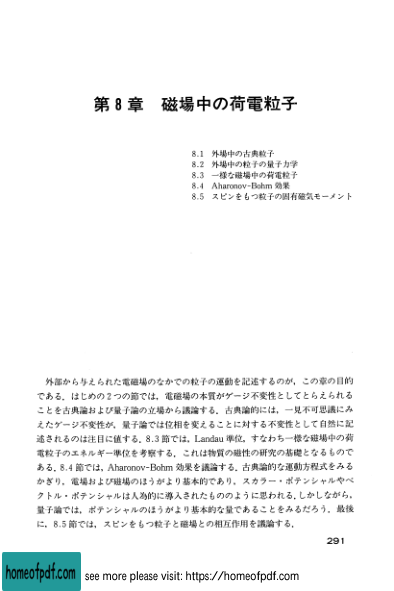 第8章 磁場中の荷電粒子
8.1 外場中の古典粒子
8.2 外場中の粒子の量子力学
8.3 一様な磁場中の荷電粒子
8.4 Aharonov-Bohm 効果
8.5 スピンをもつ粒子の固有磁気モーメント
外部から与えられた電磁場のなかでの粒子の運動を記述するのが，この章の目的
である．はじめの2つの節では，電磁場の本質がゲージ不変性としてとらえられる
ことを古典論および量子論の立場から議論する．古典論的には，一見不可思議にみ
えたゲージ不変性が，量子論では位相を変えることに対する不変性として自然に記
述されるのは注目に値する．8.3節では，Landau 準位，すなわち一様な磁場中の荷
電粒子のエネルギー準位を考察する．これは物質の磁性の研究の基礎となるもので
ある．8.4節では，Aharonov-Bohm 効果を議論する．古典論的な運動方程式をみる
かぎり，電場および磁場のほうがより基本的であり，スカラー・ポテンシャルやベ
クトル・ポテンシャルは人為的に導入されたもののように思われる．しかしながら，
量子論では，ポテンシャルのほうがより基本的な量であることをみるだろう．最後
に，8.5節では，スピンをもつ粒子と磁場との相互作用を議論する．
291
homeofpdf.com
see more please visit: https://homeofpdf.com